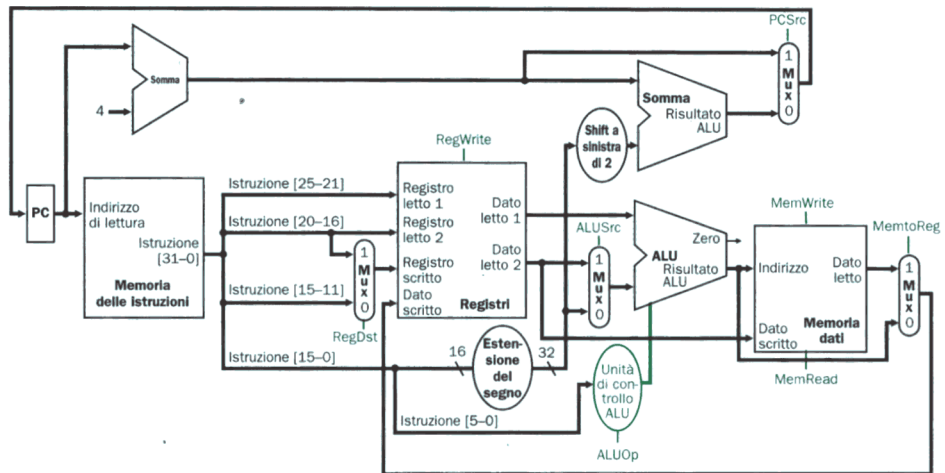 PCSrc
1
Mux
0
Somma
4
Somma
Risultato
ALU
Shift a
sinistra
di 2
RegWrite
PC
Indirizzo
di lettura
Istruzione
[31–0]
Memoria
delle istruzioni
Istruzione [25–21]
Istruzione [20–16]
Istruzione [15–11]
Istruzione [15–0]
Istruzione [5–0]
1
Mux
0
RegDst
Registro
letto 1
Registro
letto 2
Registro
scritto
Dato
scritto
Dato
letto 1
Dato
letto 2
Registri
16
Esten-
sione
del
segno
32
ALUSrc
1
Mux
0
Zero
ALU
Risultato
ALU
Unità
di con-
trollo
ALU
ALUOp
MemWrite
Indirizzo
Dato
letto
Dato
scritto
Memoria
dati
MemRead
MemtoReg
1
Mux
0